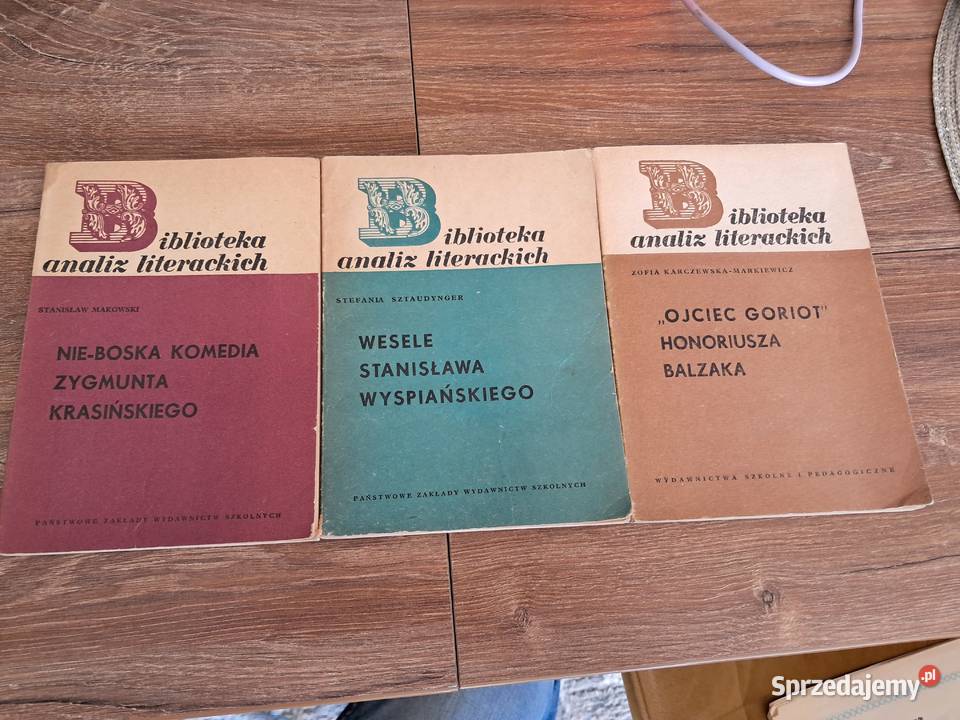 Biblioteka
analiz literackich
STANISŁAW MAKOWSKI
NIE-BOSKA KOMEDIA
ZYGMUNTA
KRASIŃSKIEGO
PAŃSTWOWE ZAKŁADY WYDAWNICTW SZKOLNYCH
Biblioteka
analiz literackich
STEFANIA SZTAUDYNGER
WESELE
STANISŁAWA
WYSPIAŃSKIEGO
PAŃSTWOWE ZAKŁADY WYDAWNICTW SZKOLNYCH
Biblioteka
analiz literackich
ZOFIA KARCZEWSKA-MARKIEWICZ
„OJCIEC GORIOT"
HONORIUSZA
BALZAKA
WYDAWNICTWA SZKOLNE I PEDAGOGICZNE
Sprzedajemy.pl